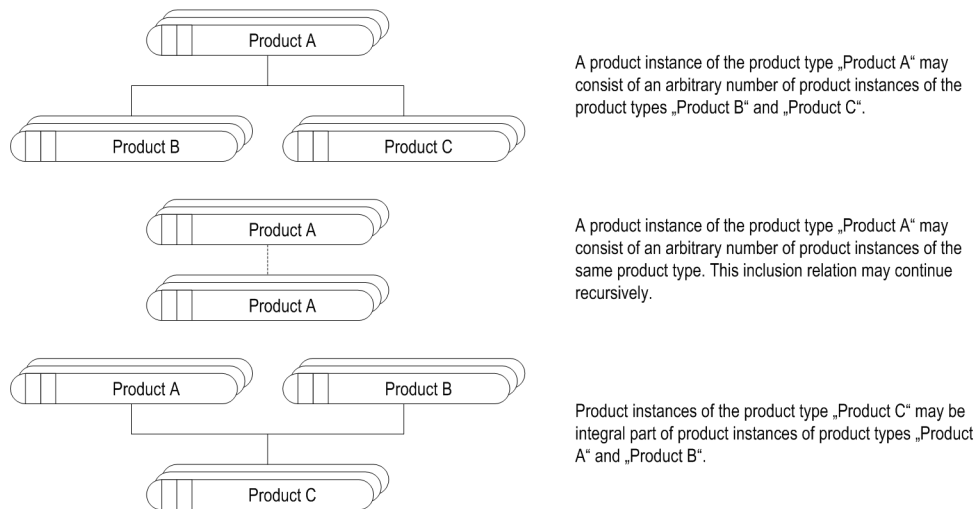 Product A
A product instance of the product type „Product A“ may
consist of an arbitrary number of product instances of the
product types „Product B“ and „Product C“.
Product B
Product C
Product A
A product instance of the product type „Product A“ may
consist of an arbitrary number of product instances of the
same product type. This inclusion relation may continue
recursively.
Product A
Product A
Product B
Product instances of the product type „Product C“ may be
integral part of product instances of product types „Product
A“ and „Product B“.
Product C